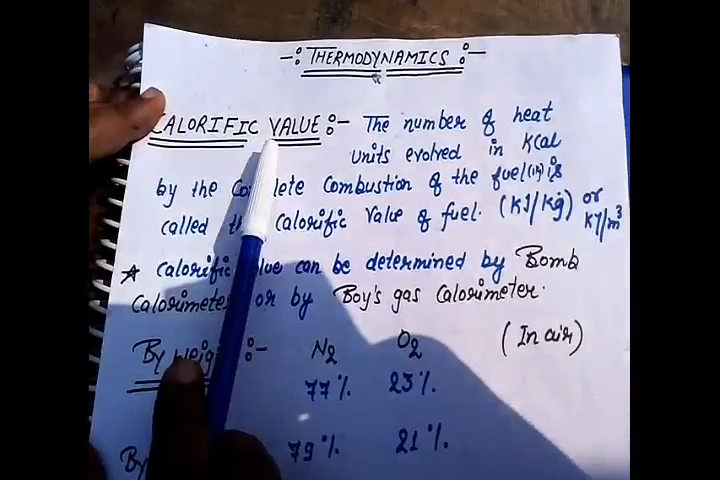 -: THERMODYNAMICS :-
CALORIFIC VALUE :- The number of heat
units evolved in Kcal
by the lete Combustion of the fuel is
called Calorific Value of fuel. (KJ/Kg) or
KJ/m³
★ Calorific can be determined by Bomb
Calorimeter or by Boy's gas Calorimeter.
By :- N₂ O₂ (In air)
77% 23%
By 79% 21%